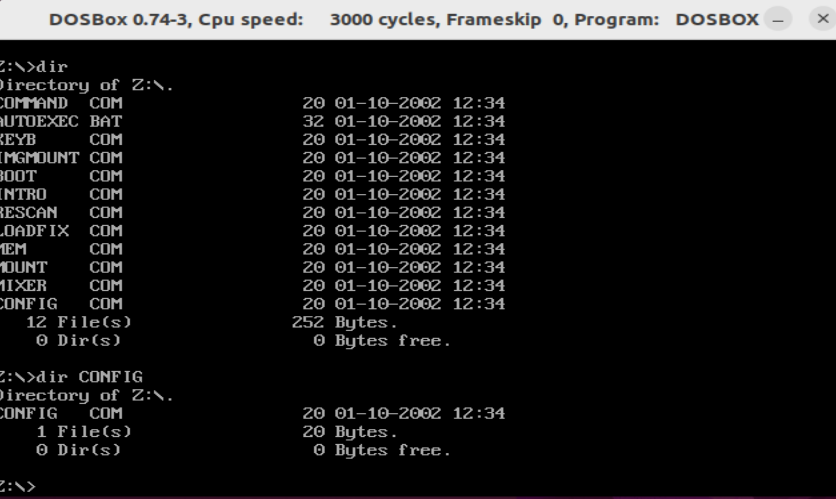 DOSBox 0.74-3, Cpu speed: 3000 cycles, Frameskip 0, Program: DOSBOX
Z:\>dir
Directory of Z:\.
COMMAND COM 20 01-10-2002 12:34
AUTOEXEC BAT 32 01-10-2002 12:34
KEYB COM 20 01-10-2002 12:34
IMGMOUNT COM 20 01-10-2002 12:34
BOOT COM 20 01-10-2002 12:34
INTRO COM 20 01-10-2002 12:34
RESCAN COM 20 01-10-2002 12:34
LOADFIX COM 20 01-10-2002 12:34
MEM COM 20 01-10-2002 12:34
MOUNT COM 20 01-10-2002 12:34
MIXER COM 20 01-10-2002 12:34
CONFIG COM 20 01-10-2002 12:34
12 File(s) 252 Bytes.
0 Dir(s) 0 Bytes free.
Z:\>dir CONFIG
Directory of Z:\.
CONFIG COM 20 01-10-2002 12:34
1 File(s) 20 Bytes.
0 Dir(s) 0 Bytes free.
Z:\>